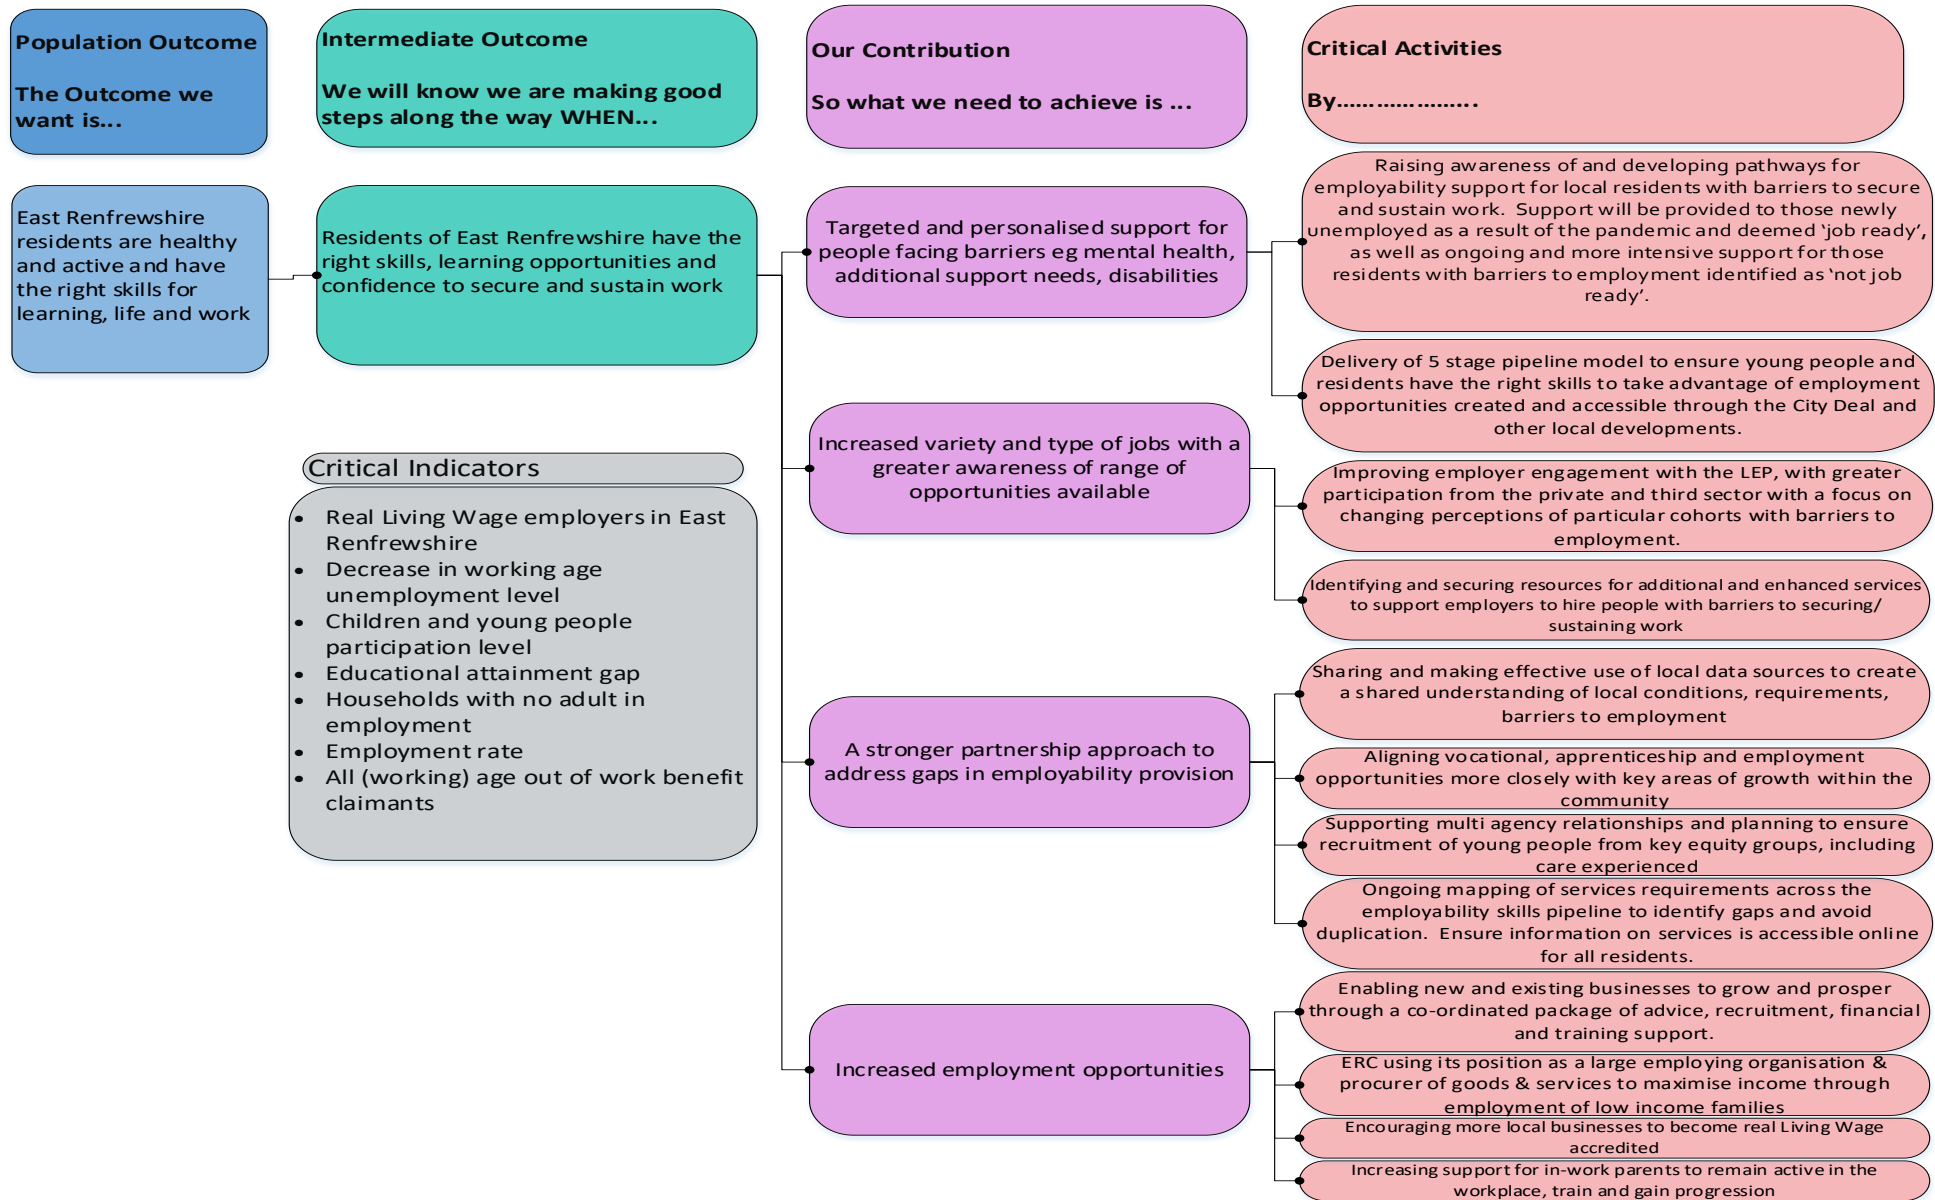 Population Outcome
The Outcome we
want is...
Intermediate Outcome
We will know we are making good
steps along the way WHEN...
Our Contribution
So what we need to achieve is ...
Critical Activities
By.....................
East Renfrewshire
residents are healthy
and active and have
the right skills for
learning, life and work
Residents of East Renfrewshire have the
right skills, learning opportunities and
confidence to secure and sustain work
Critical Indicators
• Real Living Wage employers in East
Renfrewshire
• Decrease in working age
unemployment level
• Children and young people
participation level
• Educational attainment gap
• Households with no adult in
employment
• Employment rate
• All (working) age out of work benefit
claimants
Targeted and personalised support for
people facing barriers eg mental health,
additional support needs, disabilities
Raising awareness of and developing pathways for
employability support for local residents with barriers to secure
and sustain work.  Support will be provided to those newly
unemployed as a result of the pandemic and deemed ‘job ready’,
as well as ongoing and more intensive support for those
residents with barriers to employment identified as ‘not job
ready’.
Delivery of 5 stage pipeline model to ensure young people and
residents have the right skills to take advantage of employment
opportunities created and accessible through the City Deal and
other local developments.
Increased variety and type of jobs with a
greater awareness of range of
opportunities available
Improving employer engagement with the LEP, with greater
participation from the private and third sector with a focus on
changing perceptions of particular cohorts with barriers to
employment.
Identifying and securing resources for additional and enhanced services
to support employers to hire people with barriers to securing/
sustaining work
A stronger partnership approach to
address gaps in employability provision
Sharing and making effective use of local data sources to create
a shared understanding of local conditions, requirements,
barriers to employment
Aligning vocational, apprenticeship and employment
opportunities more closely with key areas of growth within the
community
Supporting multi agency relationships and planning to ensure
recruitment of young people from key equity groups, including
care experienced
Ongoing mapping of services requirements across the
employability skills pipeline to identify gaps and avoid
duplication.  Ensure information on services is accessible online
for all residents.
Increased employment opportunities
Enabling new and existing businesses to grow and prosper
through a co-ordinated package of advice, recruitment, financial
and training support.
ERC using its position as a large employing organisation &
procurer of goods & services to maximise income through
employment of low income families
Encouraging more local businesses to become real Living Wage
accredited
Increasing support for in-work parents to remain active in the
workplace, train and gain progression